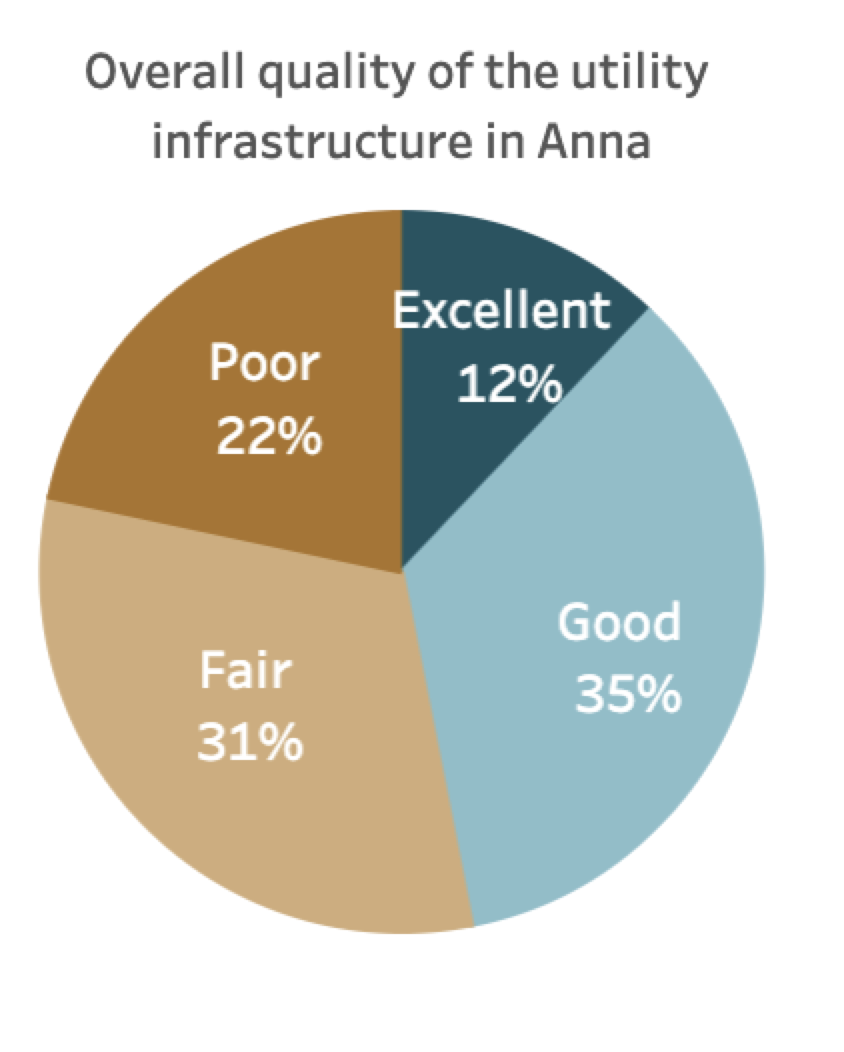 Overall quality of the utility
infrastructure in Anna
Excellent
12%
Good
35%
Fair
31%
Poor
22%